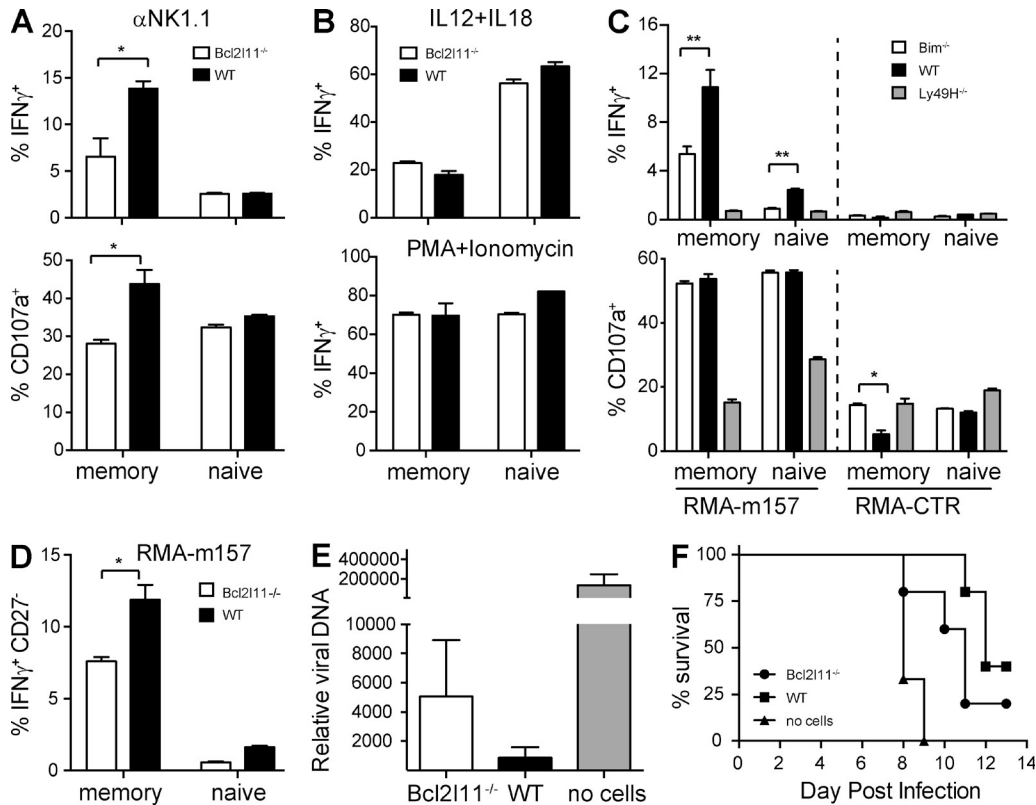 A
αNK1.1
% IFNγ+
20
15
10
5
0
*
Bcl2l11-/-
WT
% CD107a+
50
40
30
20
10
0
*
memory naive
B
IL12+IL18
% IFNγ+
80
60
40
20
0
Bcl2l11-/-
WT
PMA+Ionomycin
% IFNγ+
100
80
60
40
20
0
memory naive
C
% IFNγ+
16
12
8
4
0
**
**
Bim-/-
WT
Ly49H-/-
memory naive memory naive
% CD107a+
60
40
20
0
*
memory naive memory naive
RMA-m157 RMA-CTR
D
RMA-m157
% IFNγ+ CD27-
15
10
5
0
*
Bcl2l11-/-
WT
memory naive
E
Relative viral DNA
400000
200000
10000
8000
6000
4000
2000
Bcl2l11-/- WT no cells
F
% survival
100
75
50
25
0
Bcl2l11-/-
WT
no cells
0 2 4 6 8 10 12 14
Day Post Infection